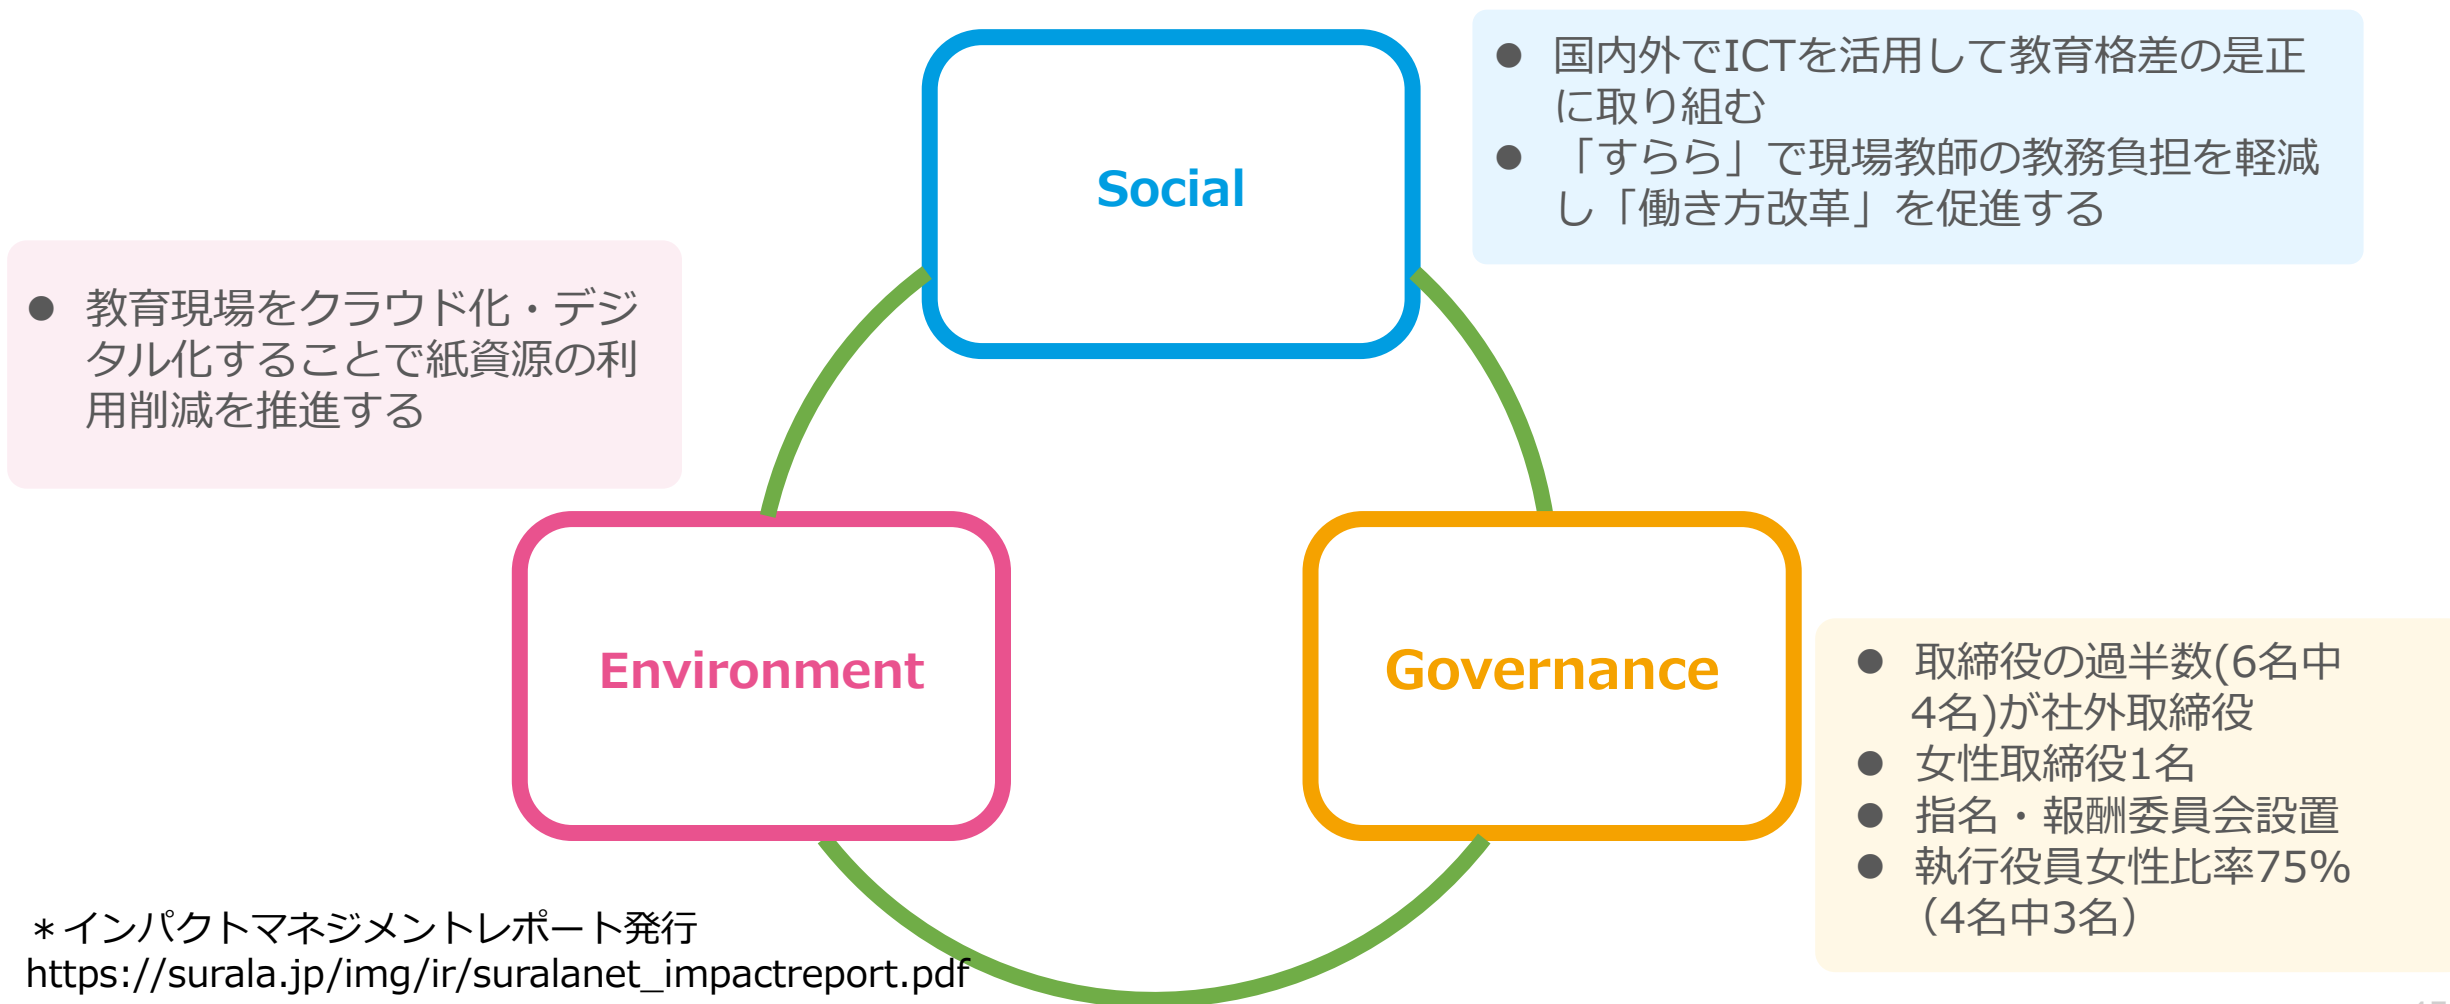 Social
● 国内外でICTを活用して教育格差の是正
に取り組む
● 「すらら」で現場教師の教務負担を軽減
し「働き方改革」を促進する
● 教育現場をクラウド化・デジ
タル化することで紙資源の利
用削減を推進する
Environment
Governance
● 取締役の過半数(6名中
4名)が社外取締役
● 女性取締役1名
● 指名・報酬委員会設置
● 執行役員女性比率75%
（4名中3名）
＊インパクトマネジメントレポート発行
https://surala.jp/img/ir/suralanet_impactreport.pdf